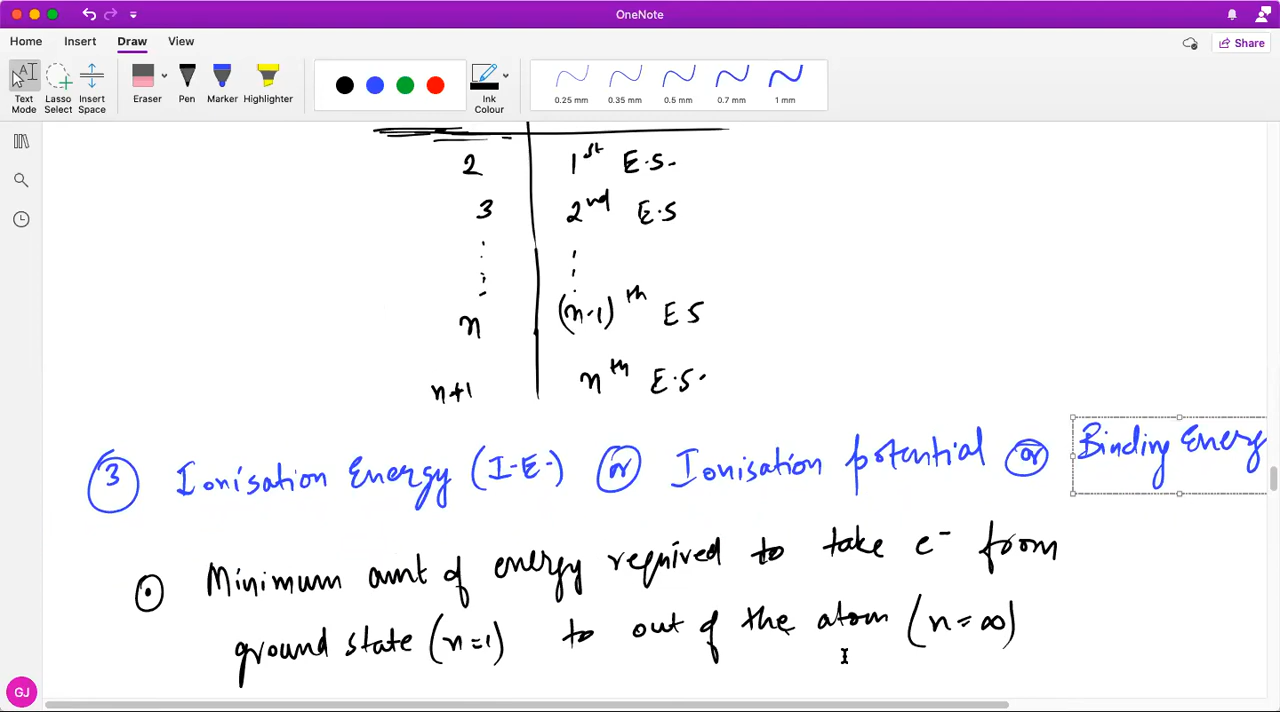 OneNote
Home Insert Draw View
Share
Text Mode
Lasso Select
Insert Space
Eraser
Pen
Marker
Highlighter
Ink Colour
0.25 mm 0.35 mm 0.5 mm 0.7 mm 1 mm
2 1st E.S.
3 2nd E.S
n (n-1)th E S
n+1 nth E.S.
③ Ionisation Energy (I.E.) or Ionisation potential or Binding Energy
Minimum amt of energy required to take e⁻ from
ground state (n=1) to out of the atom (n=∞)
GJ